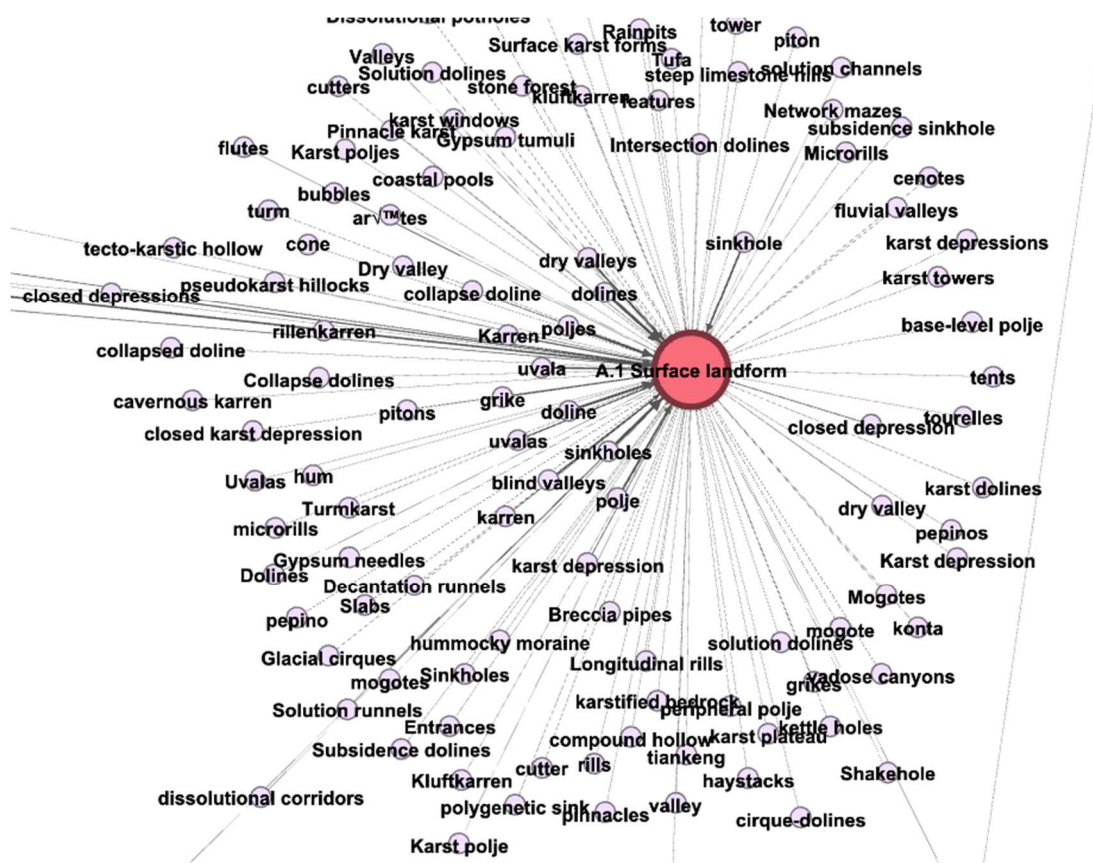 Dissolutional potholes
tower
Rainpits
piton
Surface karst forms
Valleys
Tufa
Solution dolines
steep limestone hills
solution channels
cutters
stone forest
kluftkarren
features
Network mazes
karst windows
subsidence sinkhole
Pinnacle karst
Gypsum tumuli
flutes
Karst poljes
Intersection dolines
Microrills
coastal pools
cenotes
bubbles
turm
ar√™tes
fluvial valleys
tecto-karstic hollow
cone
sinkhole
karst depressions
dry valleys
Dry valley
karst towers
pseudokarst hillocks
collapse doline
dolines
closed depressions
rillenkarren
Karren
poljes
base-level polje
collapsed doline
uvala
A.1 Surface landform
Collapse dolines
tents
cavernous karren
pitons
grike
doline
closed depression
tourelles
closed karst depression
uvalas
sinkholes
Uvalas
hum
blind valleys
karst dolines
Turmkarst
polje
dry valley
microrills
karren
pepinos
Gypsum needles
karst depression
Karst depression
Dolines
Decantation runnels
Mogotes
pepino
Slabs
Breccia pipes
mogote
konta
hummocky moraine
solution dolines
Glacial cirques
Longitudinal rills
Sinkholes
mogotes
vadose canyons
grikes
karstified bedrock
peripheral polje
Solution runnels
Entrances
kettle holes
compound hollow
karst plateau
Subsidence dolines
tiankeng
Kluftkarren
cutter
rills
haystacks
Shakehole
dissolutional corridors
polygenetic sink
pinnacles
valley
cirque-dolines
Karst polje